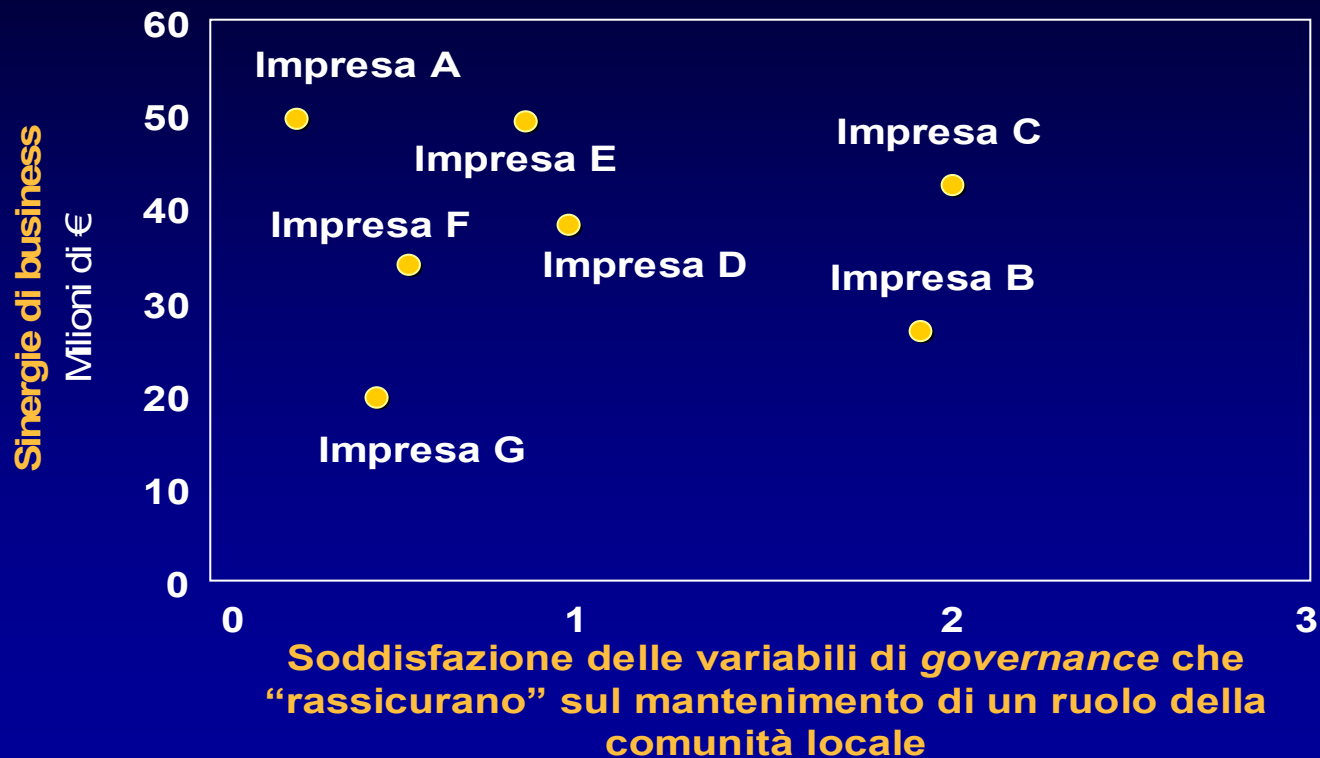 60
Impresa A
50
Impresa E
Impresa C
40
Impresa F
Impresa D
Impresa B
30
20
Impresa G
10
0
Sinergie di business
Milioni di €
0 1 2 3
Soddisfazione delle variabili di governance che
“rassicurano” sul mantenimento di un ruolo della
comunità locale